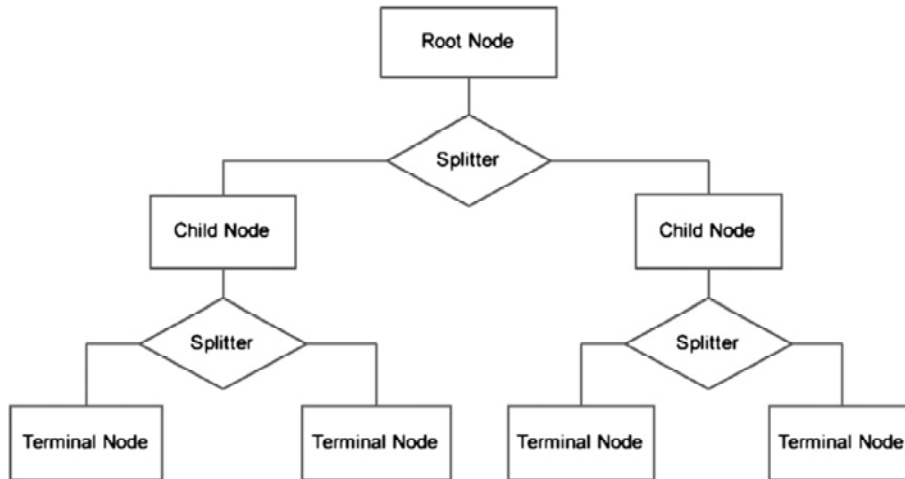 Root Node
Splitter
Child Node
Child Node
Splitter
Splitter
Terminal Node
Terminal Node
Terminal Node
Terminal Node